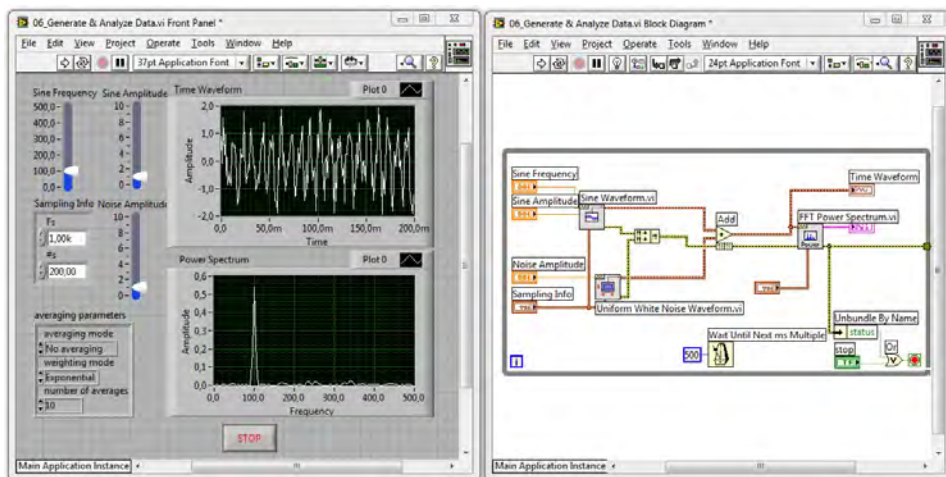 06_Generate & Analyze Data.vi Front Panel *
File Edit View Project Operate Tools Window Help
37pt Application Font
Sine Frequency
500,0
400,0
300,0
200,0
100,0
0,0
Sine Amplitude
10
8
6
4
2
0
Sampling Info
Fs
1,00k
#s
200,00
Noise Amplitude
10
8
6
4
2
0
averaging parameters
averaging mode
No averaging
weighting mode
Exponential
number of averages
10
Time Waveform
Plot 0
Amplitude
2,0
1,0
0,0
-1,0
-2,0
0,0 50,0m 100,0m 150,0m 200,0m
Time
Power Spectrum
Plot 0
Amplitude
0,6
0,5
0,4
0,3
0,2
0,1
0,0
0,0 100,0 200,0 300,0 400,0 500,0
Frequency
STOP
Main Application Instance
06_Generate & Analyze Data.vi Block Diagram *
File Edit View Project Operate Tools Window Help
24pt Application Font
Sine Frequency
Sine Amplitude
Sine Waveform.vi
Noise Amplitude
Sampling Info
Uniform White Noise Waveform.vi
Add
Time Waveform
FFT Power Spectrum.vi
Power
Unbundle By Name
status
Wait Until Next ms Multiple
500
stop
TF
Or
i
Main Application Instance